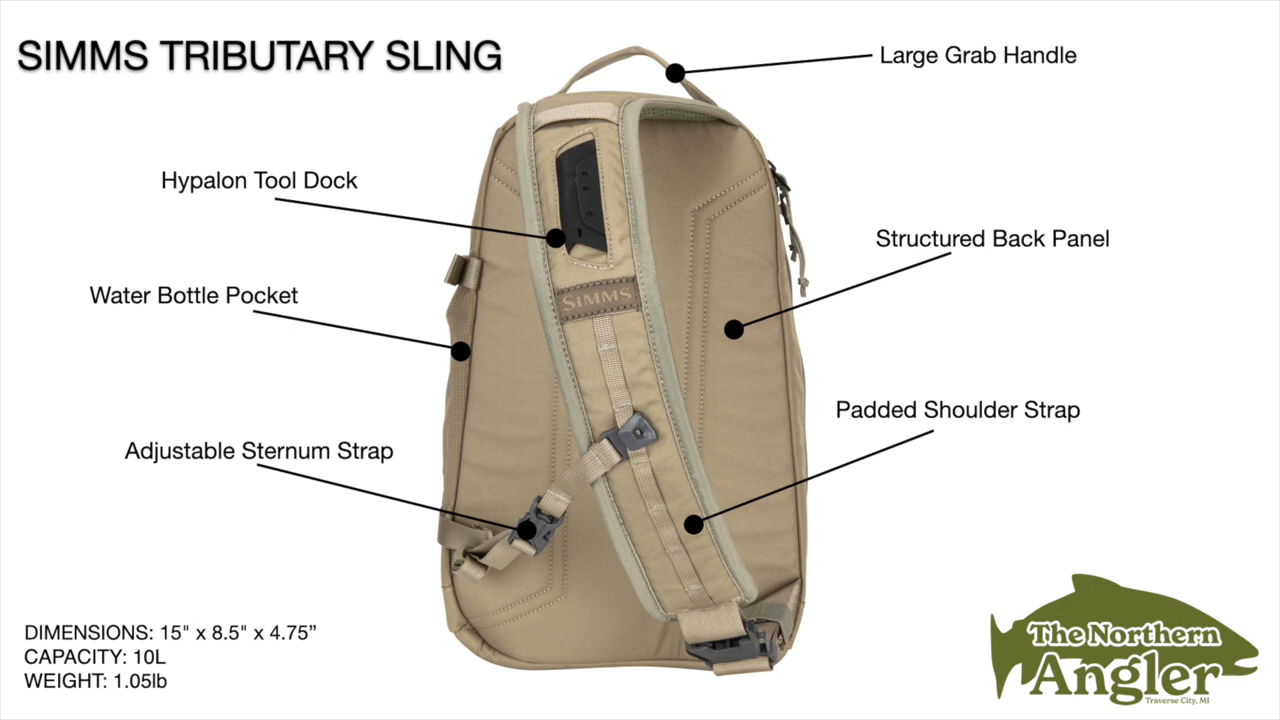 SIMMS TRIBUTARY SLING
Large Grab Handle
Hypalon Tool Dock
Structured Back Panel
Water Bottle Pocket
SIMMS
Padded Shoulder Strap
Adjustable Sternum Strap
DIMENSIONS: 15" x 8.5" x 4.75”
CAPACITY: 10L
WEIGHT: 1.05lb
The Northern
Angler
Traverse City, MI